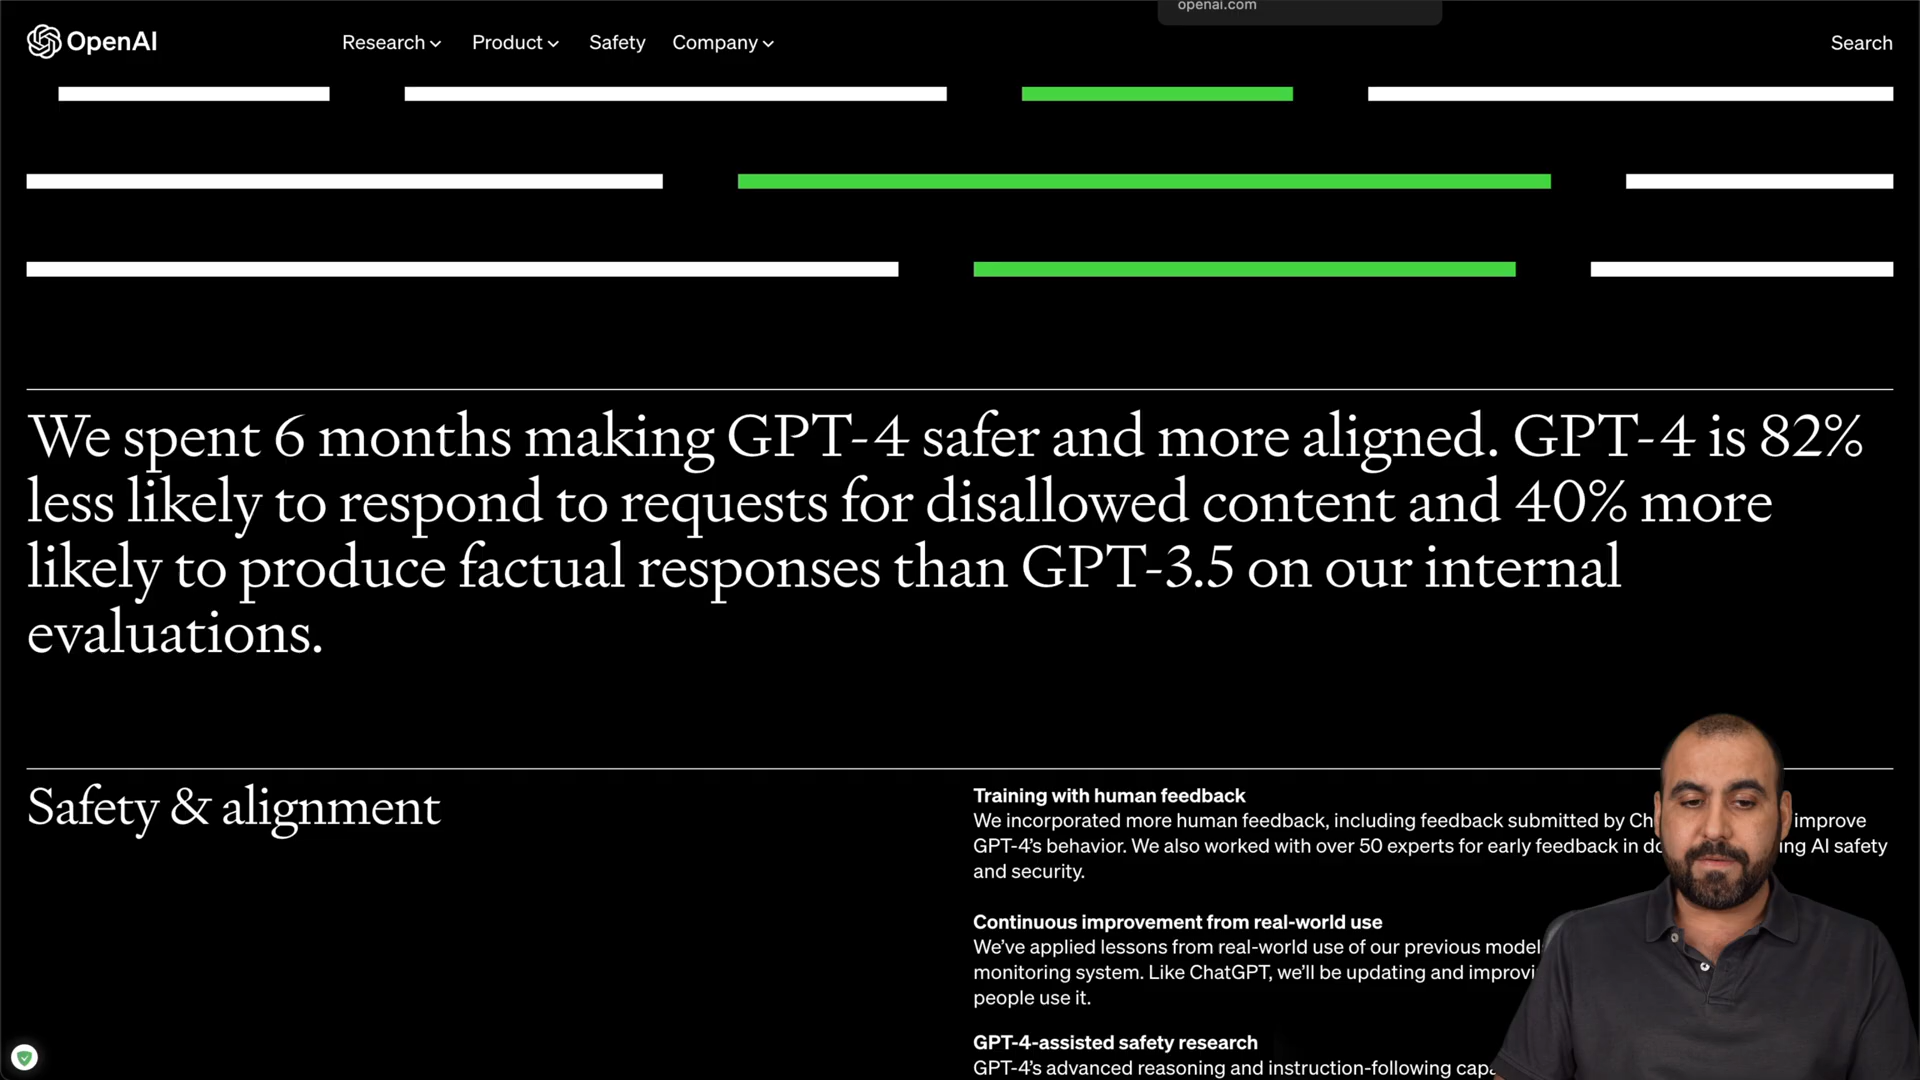 openai.com
OpenAI
Research
Product
Safety
Company
Search
We spent 6 months making GPT-4 safer and more aligned. GPT-4 is 82%
less likely to respond to requests for disallowed content and 40% more
likely to produce factual responses than GPT-3.5 on our internal
evaluations.
Safety & alignment
Training with human feedback
We incorporated more human feedback, including feedback submitted by improve
GPT-4’s behavior. We also worked with over 50 experts for early feedback in AI safety
and security.
Continuous improvement from real-world use
We’ve applied lessons from real-world use of our previous
monitoring system. Like ChatGPT, we’ll be updating and
people use it.
GPT-4-assisted safety research
GPT-4’s advanced reasoning and instruction-following